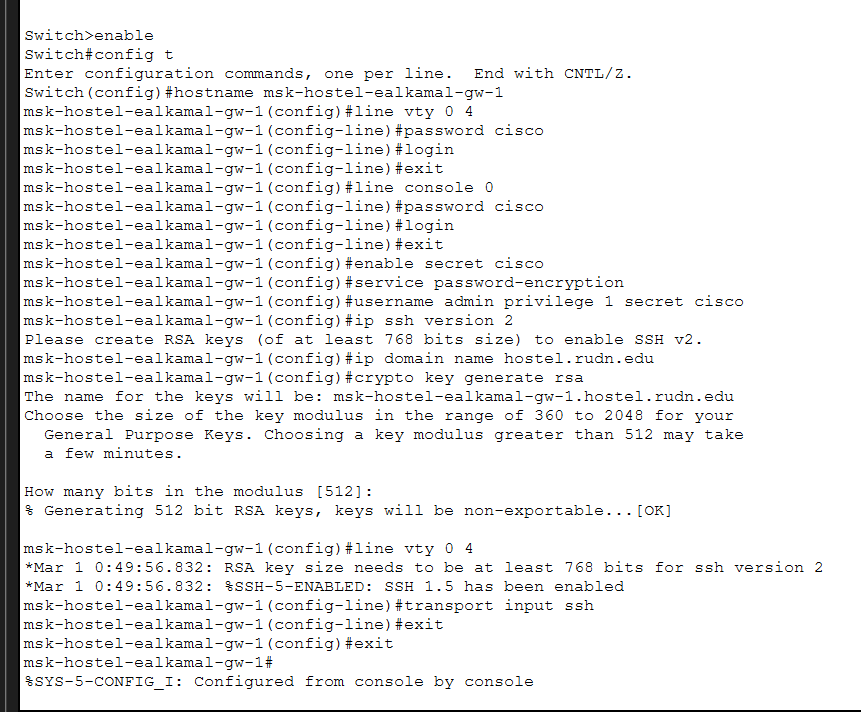 Switch>enable
Switch#config t
Enter configuration commands, one per line.  End with CNTL/Z.
Switch(config)#hostname msk-hostel-ealkamal-gw-1
msk-hostel-ealkamal-gw-1(config)#line vty 0 4
msk-hostel-ealkamal-gw-1(config-line)#password cisco
msk-hostel-ealkamal-gw-1(config-line)#login
msk-hostel-ealkamal-gw-1(config-line)#exit
msk-hostel-ealkamal-gw-1(config)#line console 0
msk-hostel-ealkamal-gw-1(config-line)#password cisco
msk-hostel-ealkamal-gw-1(config-line)#login
msk-hostel-ealkamal-gw-1(config-line)#exit
msk-hostel-ealkamal-gw-1(config)#enable secret cisco
msk-hostel-ealkamal-gw-1(config)#service password-encryption
msk-hostel-ealkamal-gw-1(config)#username admin privilege 1 secret cisco
msk-hostel-ealkamal-gw-1(config)#ip ssh version 2
Please create RSA keys (of at least 768 bits size) to enable SSH v2.
msk-hostel-ealkamal-gw-1(config)#ip domain name hostel.rudn.edu
msk-hostel-ealkamal-gw-1(config)#crypto key generate rsa
The name for the keys will be: msk-hostel-ealkamal-gw-1.hostel.rudn.edu
Choose the size of the key modulus in the range of 360 to 2048 for your
  General Purpose Keys. Choosing a key modulus greater than 512 may take
  a few minutes.

How many bits in the modulus [512]:
% Generating 512 bit RSA keys, keys will be non-exportable...[OK]

msk-hostel-ealkamal-gw-1(config)#line vty 0 4
*Mar 1 0:49:56.832: RSA key size needs to be at least 768 bits for ssh version 2
*Mar 1 0:49:56.832: %SSH-5-ENABLED: SSH 1.5 has been enabled
msk-hostel-ealkamal-gw-1(config-line)#transport input ssh
msk-hostel-ealkamal-gw-1(config-line)#exit
msk-hostel-ealkamal-gw-1(config)#exit
msk-hostel-ealkamal-gw-1#
%SYS-5-CONFIG_I: Configured from console by console